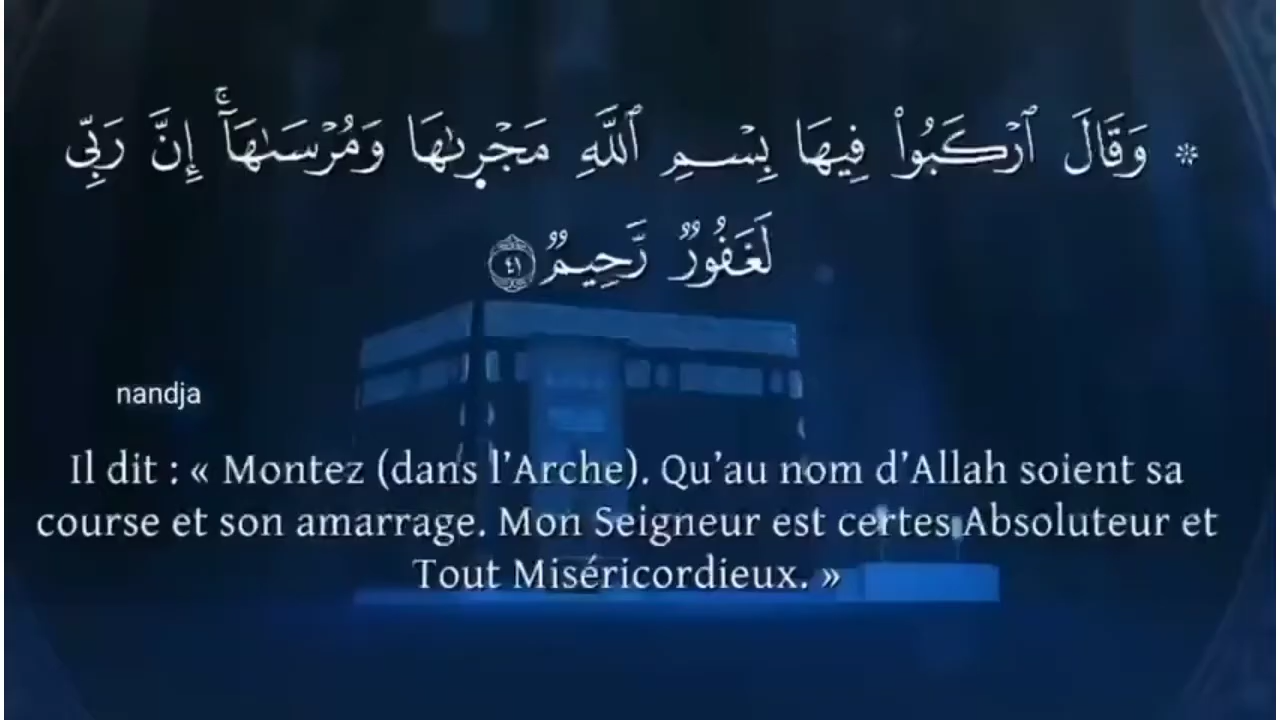 ۞ وَقَالَ ٱرْكَبُوا۟ فِيهَا بِسْمِ ٱللَّهِ مَجْر۪ىٰهَا وَمُرْسَىٰهَآ ۚ إِنَّ رَبِّى
لَغَفُورٌۭ رَّحِيمٌۭ ٤١
nandja
Il dit : « Montez (dans l’Arche). Qu’au nom d’Allah soient sa
course et son amarrage. Mon Seigneur est certes Absoluteur et
Tout Miséricordieux. »